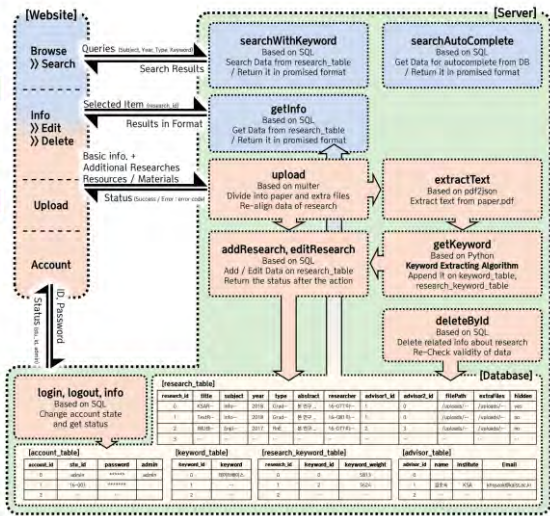 [Website]
[Server]
Browse
》Search
Queries (Subject, Year, Type, Keyword)
Search Results
searchWithKeyword
Based on SQL
Search Data from research_table
/ Return it in promised format
searchAutoComplete
Based on SQL
Get Data for autocomplete from DB
/ Return it in promised format
Info
》Edit
》Delete
Selected Item (research_id)
Results in Format
getInfo
Based on SQL
Get Data from research_table
/ Return it in promised format
Basic info. +
Additional Researches
Resources / Materials
Status (Success / Error : error code)
Upload
upload
Based on multer
Divide into paper and extra files
Re-align data of research
extractText
Based on pdf2json
Extract text from paper.pdf
addResearch, editResearch
Based on SQL
Add / Edit Data on research_table
Return the status after the action
getKeyword
Based on Python
Keyword Extracting Algorithm
Append it on keyword_table,
research_keyword_table
Account
ID, Password
Status
deleteById
Based on SQL
Delete related info about research
Re-Check validity of data
[Database]
login, logout, info
Based on SQL
Change account state
and get status
[research_table]
research_id title subject year type abstract researcher advisor1_id advisor2_id filePath extraFiles hidden
[account_table]
account_id stu_id password admin
[keyword_table]
keyword_id keyword
[research_keyword_table]
research_id keyword_id keyword_weight
[advisor_table]
advisor_id name institute Email